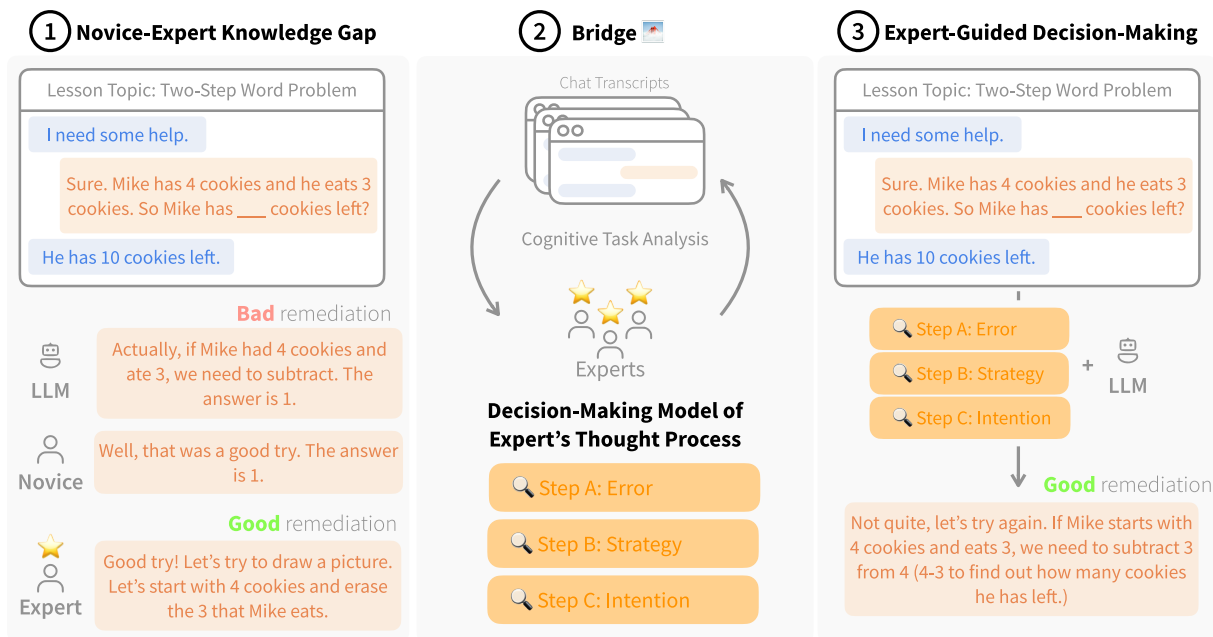 1 Novice-Expert Knowledge Gap
Lesson Topic: Two-Step Word Problem
I need some help.
Sure. Mike has 4 cookies and he eats 3
cookies. So Mike has ___ cookies left?
He has 10 cookies left.
Bad remediation
LLM
Actually, if Mike had 4 cookies and
ate 3, we need to subtract. The
answer is 1.
Novice
Well, that was a good try. The answer
is 1.
Good remediation
Expert
Good try! Let's try to draw a picture.
Let's start with 4 cookies and erase
the 3 that Mike eats.
2 Bridge
Chat Transcripts
Cognitive Task Analysis
Experts
Decision-Making Model of
Expert's Thought Process
Step A: Error
Step B: Strategy
Step C: Intention
3 Expert-Guided Decision-Making
Lesson Topic: Two-Step Word Problem
I need some help.
Sure. Mike has 4 cookies and he eats 3
cookies. So Mike has ___ cookies left?
He has 10 cookies left.
Step A: Error
Step B: Strategy
Step C: Intention
+
LLM
Good remediation
Not quite, let's try again. If Mike starts with
4 cookies and eats 3, we need to subtract 3
from 4 (4-3 to find out how many cookies
he has left.)